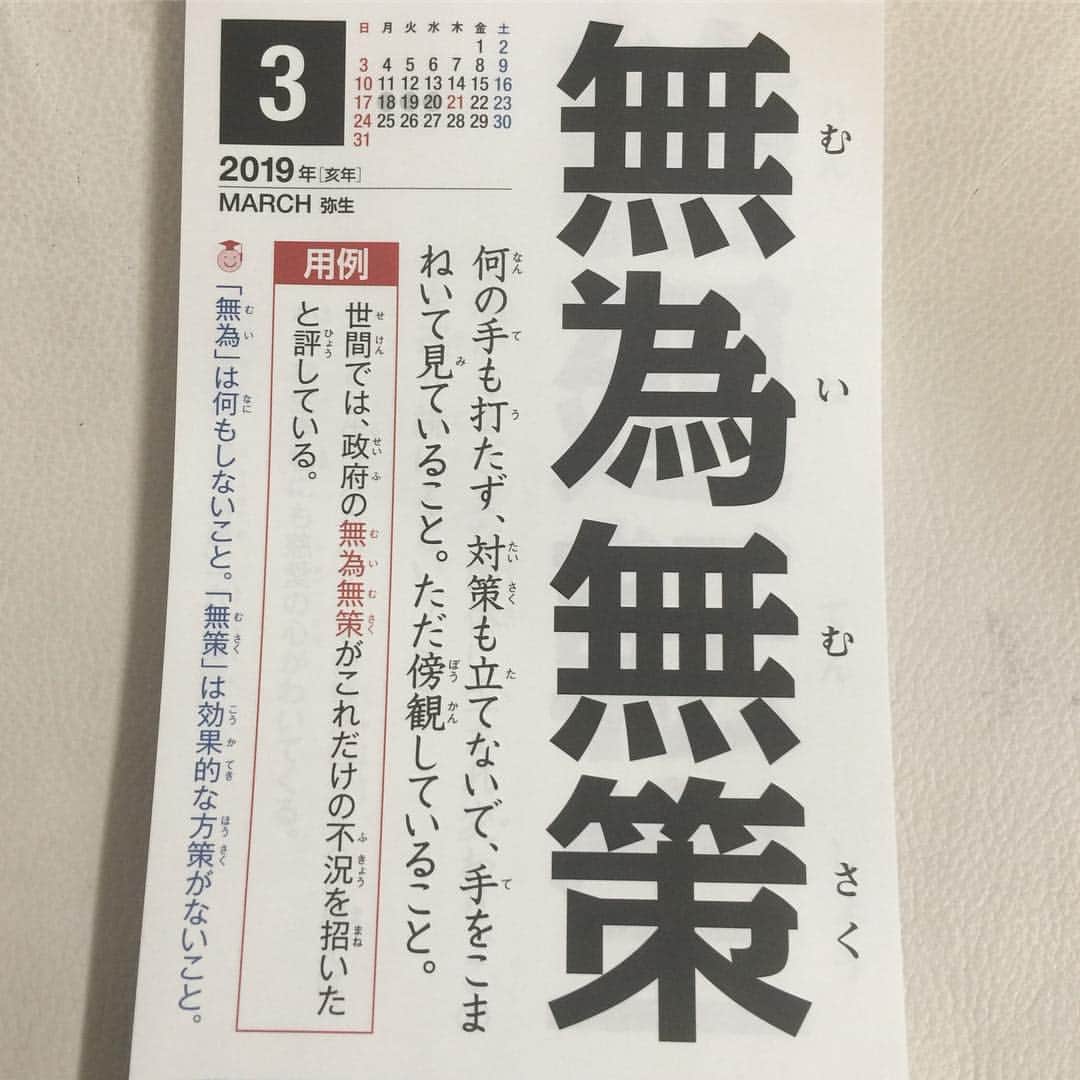 無為無策
むいむさく
3
日 月 火 水 木 金 土
1 2
3 4 5 6 7 8 9
10 11 12 13 14 15 16
17 18 19 20 21 22 23
24 25 26 27 28 29 30
31
2019年[亥年]
MARCH 弥生
何の手も打たず、対策も立てないで、手をこま
ねいて見ていること。ただ傍観していること。
用例
世間では、政府の無為無策がこれだけの不況を招いた
と評している。
「無為」は何もしないこと。「無策」は効果的な方策がないこと。